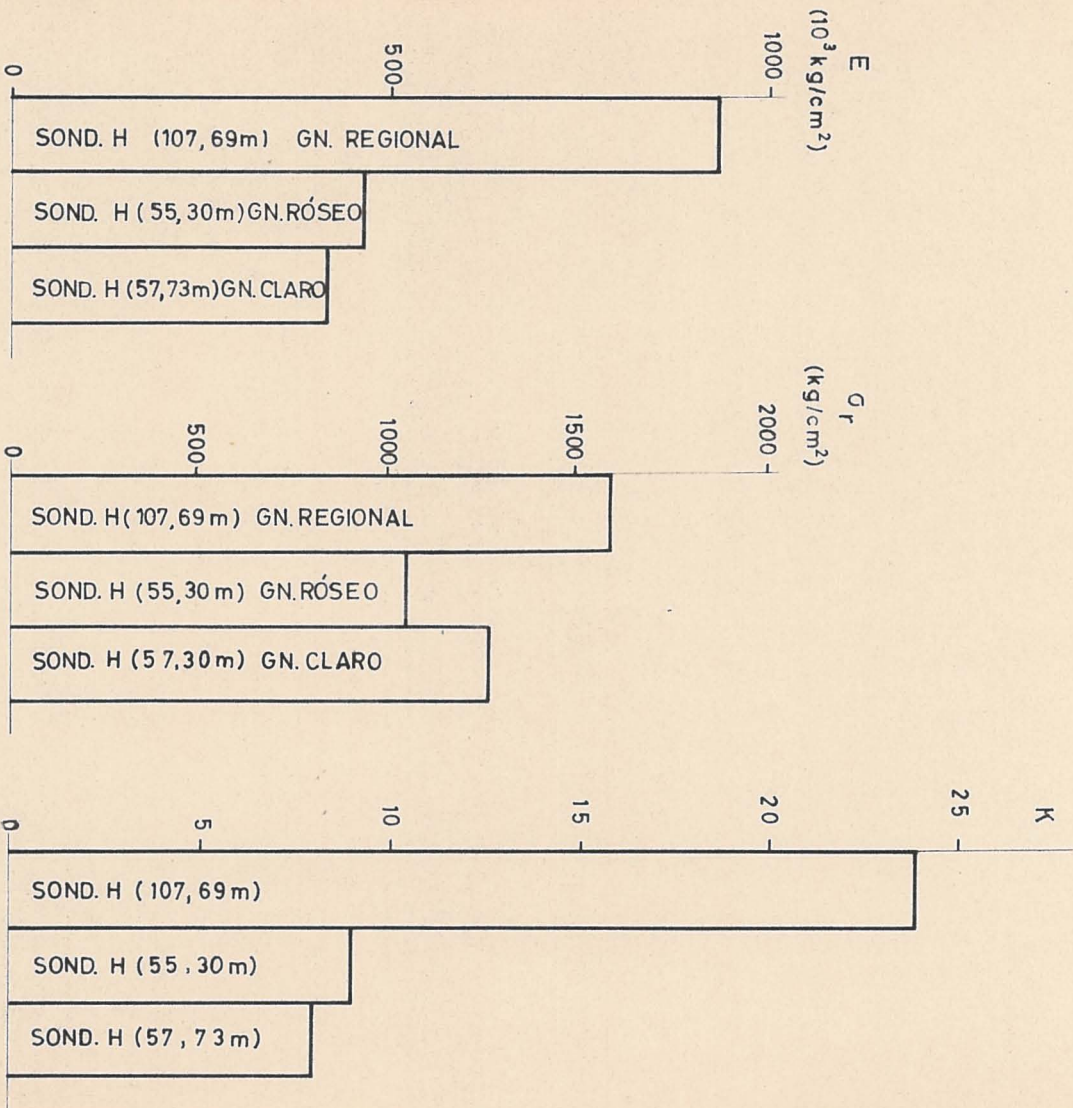 E
(10³ kg/cm²)
0
500
1000
SOND. H (107,69m) GN. REGIONAL
SOND. H (55,30m) GN. RÓSEO
SOND. H (57,73m) GN. CLARO
σr
(kg/cm²)
0
500
1000
1500
2000
SOND. H (107,69m) GN. REGIONAL
SOND. H (55,30m) GN. RÓSEO
SOND. H (57,30m) GN. CLARO
K
0
5
10
15
20
25
SOND. H (107,69m)
SOND. H (55,30m)
SOND. H (57,73m)